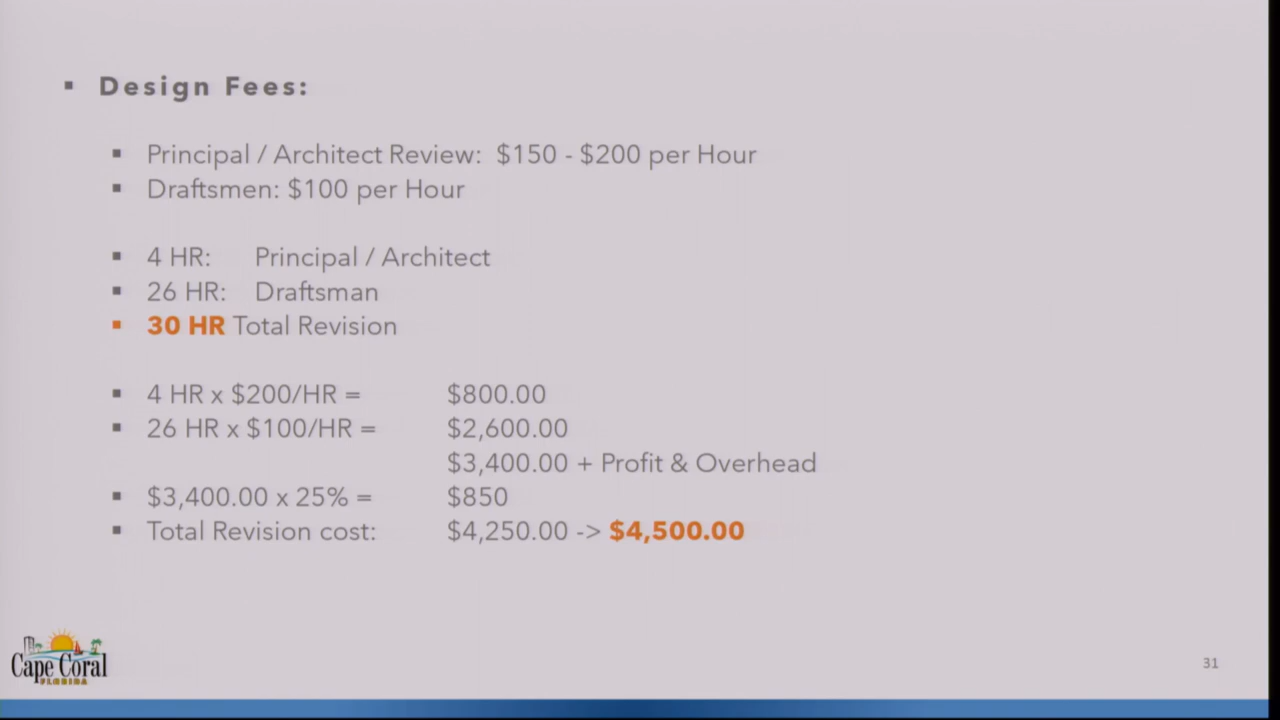 Design Fees:
Principal / Architect Review: $150 - $200 per Hour
Draftsmen: $100 per Hour
4 HR: Principal / Architect
26 HR: Draftsman
30 HR Total Revision
4 HR x $200/HR = $800.00
26 HR x $100/HR = $2,600.00
$3,400.00 + Profit & Overhead
$3,400.00 x 25% = $850
Total Revision cost: $4,250.00 -> $4,500.00
Cape Coral
FLORIDA
31